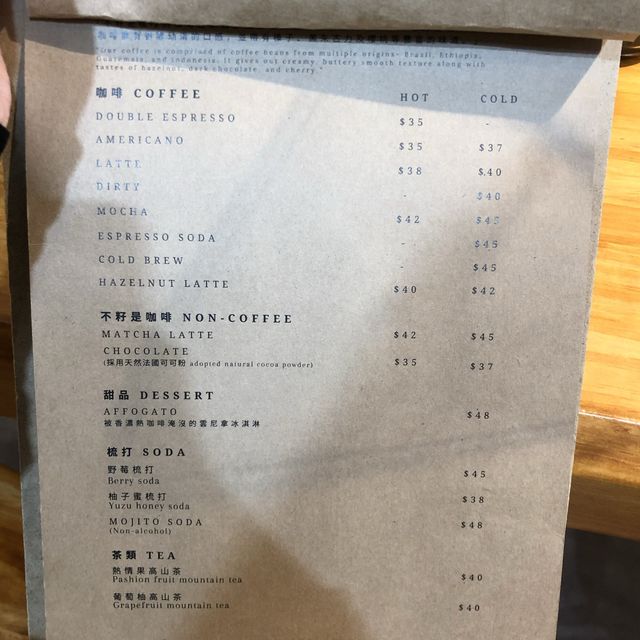 "Our coffee is comprised of coffee beans from multiple origins- Brazil, Ethiopia,
Guatemala, and Indonesia. It gives out creamy, buttery smooth texture along with
tastes of hazelnut, dark chocolate, and cherry."
咖啡 COFFEE HOT COLD
DOUBLE ESPRESSO $35 -
AMERICANO $35 $37
LATTE $38 $40
DIRTY - $40
MOCHA $42 $45
ESPRESSO SODA - $45
COLD BREW - $45
HAZELNUT LATTE $40 $42
不籽是咖啡 NON-COFFEE
MATCHA LATTE $42 $45
CHOCOLATE $35 $37
(採用天然法國可可粉 adopted natural cocoa powder)
甜品 DESSERT
AFFOGATO $48
被香濃熱咖啡淹沒的雲尼拿冰淇淋
梳打 SODA
野莓梳打 $45
Berry soda
柚子蜜梳打 $38
Yuzu honey soda
MOJITO SODA $48
(Non-alcohol)
茶類 TEA
熱情果高山茶 $40
Pashion fruit mountain tea
葡萄柚高山茶 $40
Grapefruit mountain tea